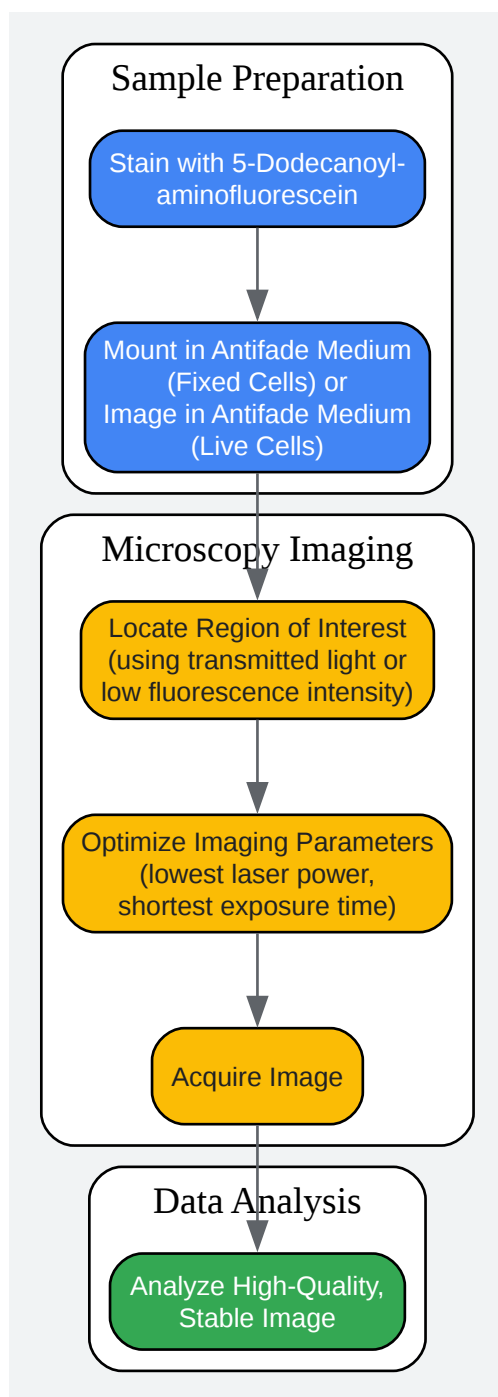 Sample Preparation
Stain with 5-Dodecanoyl-
aminofluorescein
Mount in Antifade Medium
(Fixed Cells) or
Image in Antifade Medium
(Live Cells)
Microscopy Imaging
Locate Region of Interest
(using transmitted light or
low fluorescence intensity)
Optimize Imaging Parameters
(lowest laser power,
shortest exposure time)
Acquire Image
Data Analysis
Analyze High-Quality,
Stable Image